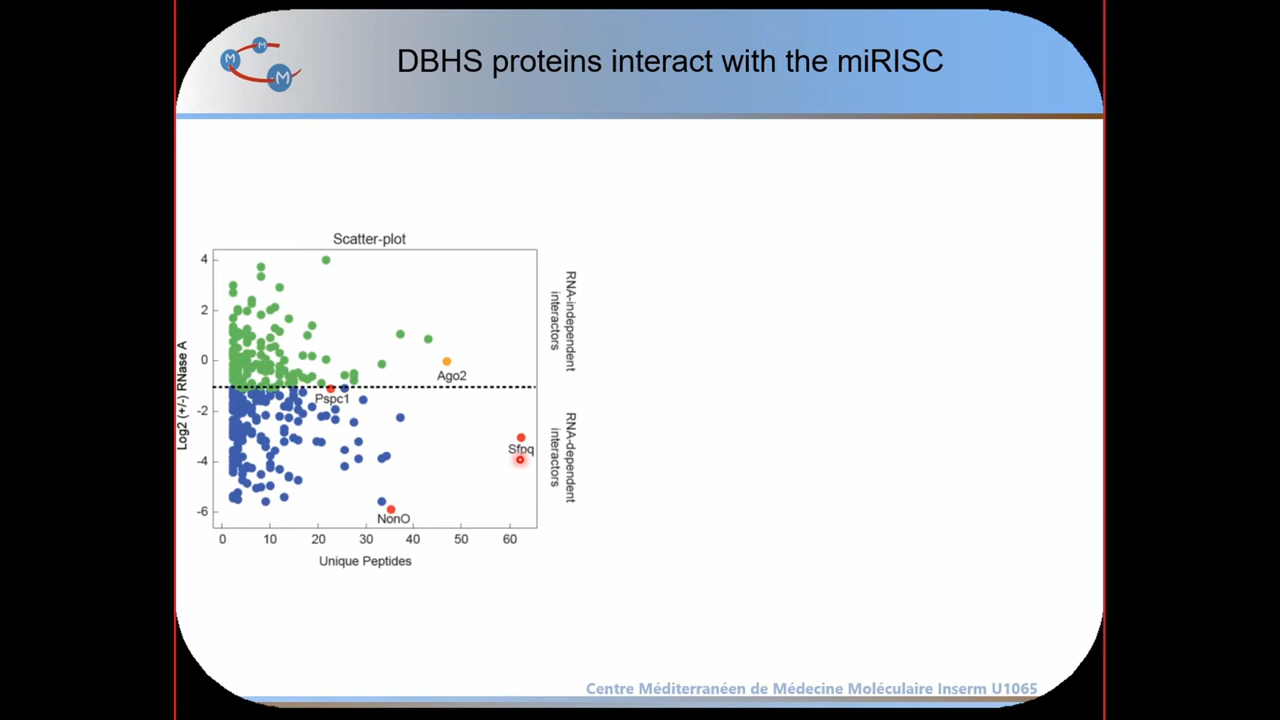 M
M
M
DBHS proteins interact with the miRISC
Scatter-plot
4
2
0
-2
-4
-6
Log2 (+/-) RNase A
0 10 20 30 40 50 60
Unique Peptides
Ago2
Pspc1
Sfpq
NonO
RNA-independent
interactors
RNA-dependent
interactors
Centre Méditerranéen de Médecine Moléculaire Inserm U1065